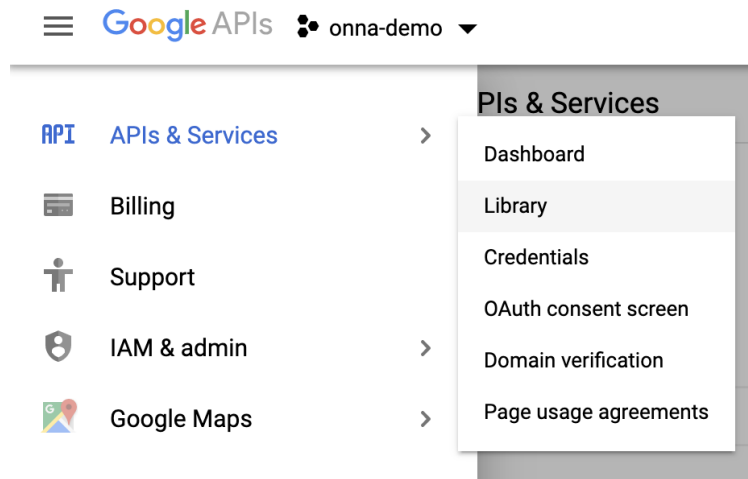 Google APIs onna-demo
PIs & Services
API APIs & Services
Billing
Support
IAM & admin
G Google Maps
Dashboard
Library
Credentials
OAuth consent screen
Domain verification
Page usage agreements